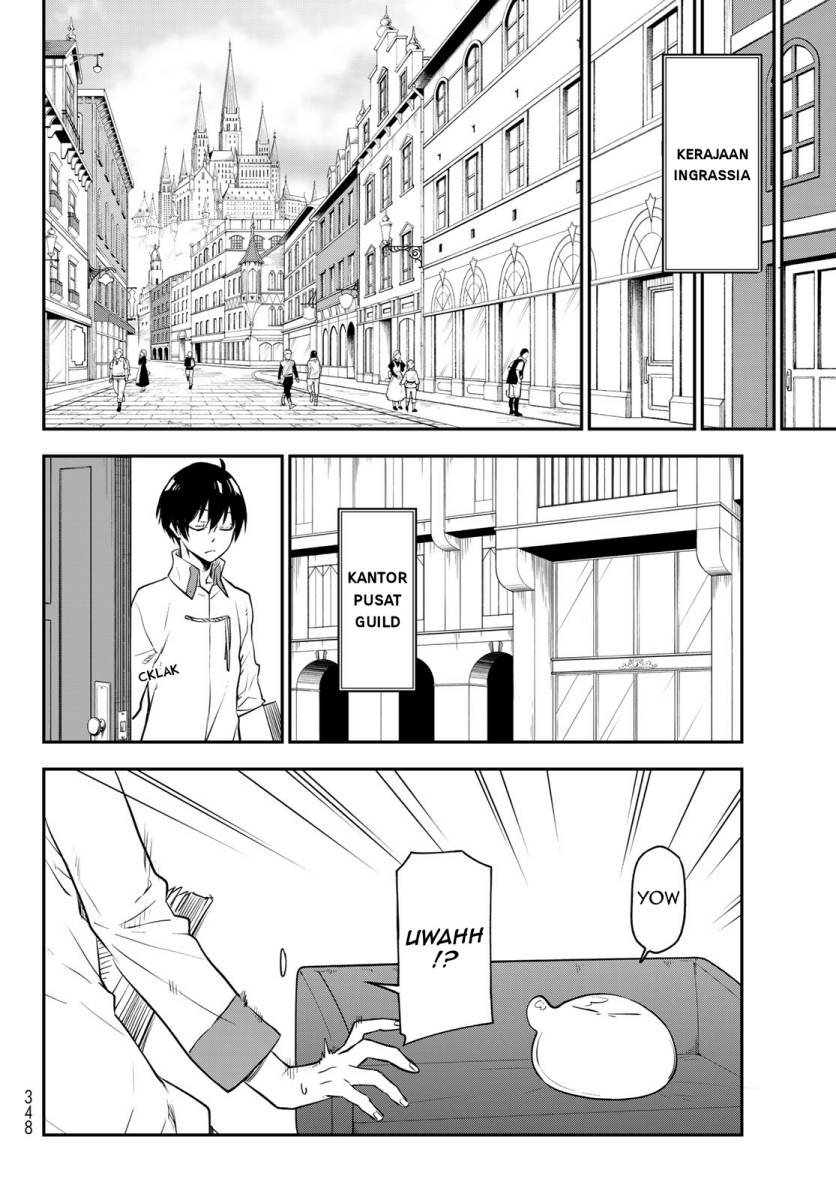 KERAJAAN
INGRASSIA
KANTOR
PUSAT
GUILD
CKLAK
YOW
UWAHH
!?
348